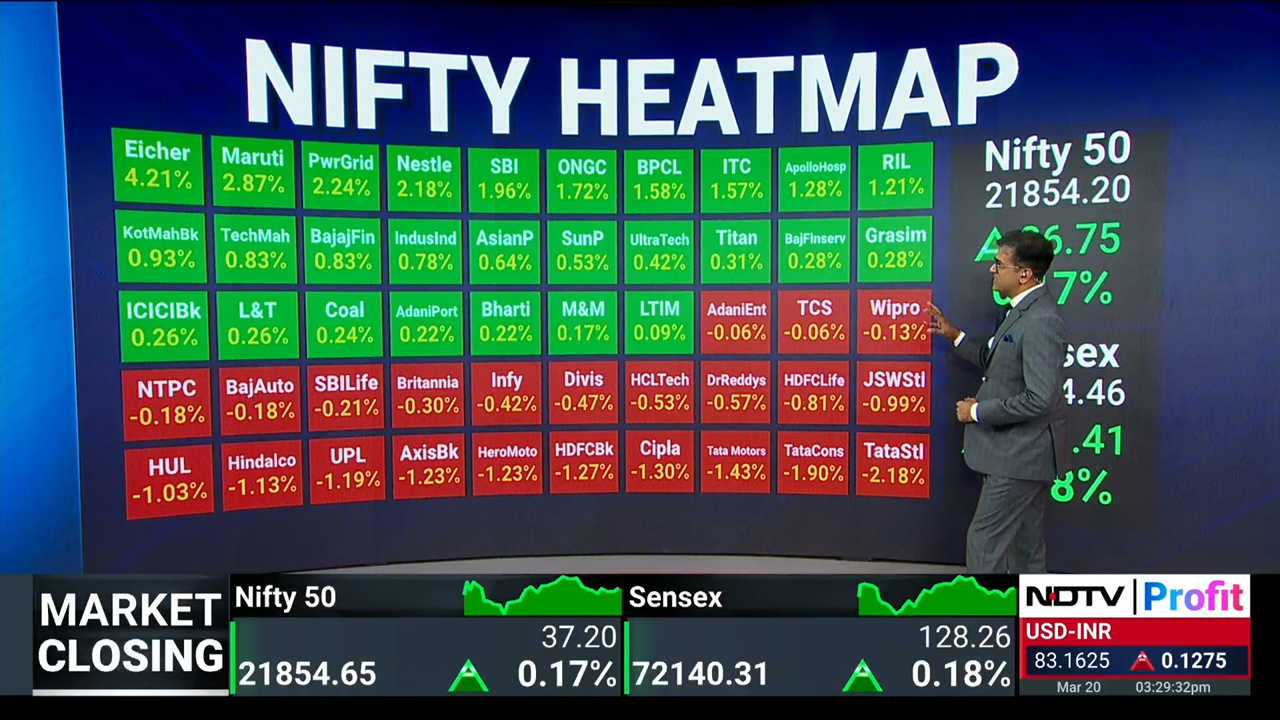 NIFTY HEATMAP
Eicher Maruti PwrGrid Nestle SBI ONGC BPCL ITC ApolloHosp RIL
4.21% 2.87% 2.24% 2.18% 1.96% 1.72% 1.58% 1.57% 1.28% 1.21%
KotMahBk TechMah BajajFin IndusInd AsianP SunP UltraTech Titan BajFinserv Grasim
0.93% 0.83% 0.83% 0.78% 0.64% 0.53% 0.42% 0.31% 0.28% 0.28%
ICICIBk L&T Coal AdaniPort Bharti M&M LTIM AdaniEnt TCS Wipro
0.26% 0.26% 0.24% 0.22% 0.22% 0.17% 0.09% -0.06% -0.06% -0.13%
NTPC BajAuto SBILife Britannia Infy Divis HCLTech DrReddys HDFCLife JSWStl
-0.18% -0.18% -0.21% -0.30% -0.42% -0.47% -0.53% -0.57% -0.81% -0.99%
HUL Hindalco UPL AxisBk HeroMoto HDFCBk Cipla Tata Motors TataCons TataStl
-1.03% -1.13% -1.19% -1.23% -1.23% -1.27% -1.30% -1.43% -1.90% -2.18%
Nifty 50
21854.20
6.75
7%
sex
4.46
.41
8%
MARKET
CLOSING
Nifty 50
37.20
21854.65 0.17%
Sensex
128.26
72140.31 0.18%
NDTV Profit
USD-INR
83.1625 0.1275
Mar 20 03:29:32pm